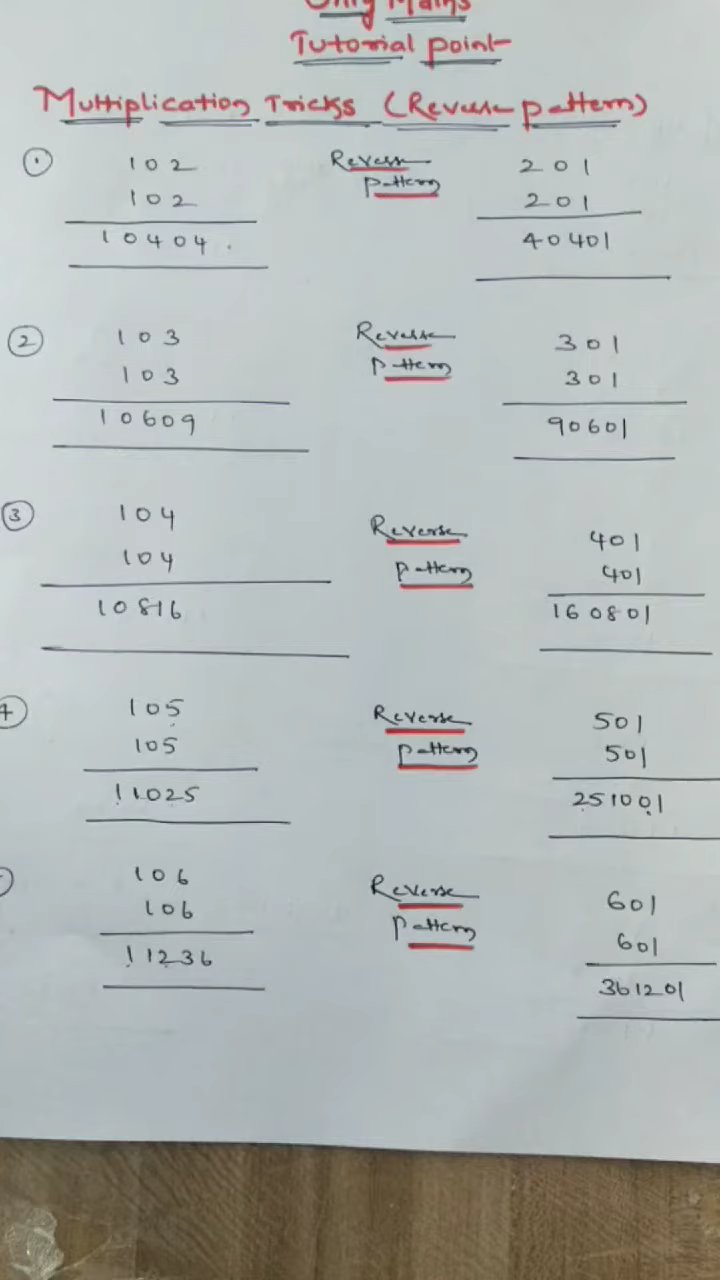 Only Maths
Tutorial point
Multiplication Tricks (Reverse pattern)
① 102 Reverse 201
102 pattern 201
10404. 40401
② 103 Reverse 301
103 pattern 301
10609 90601
③ 104 Reverse 401
104 pattern 401
10816 160801
4 105 Reverse 501
105 pattern 501
11025 251001
106 Reverse 601
106 pattern 601
11236 361201